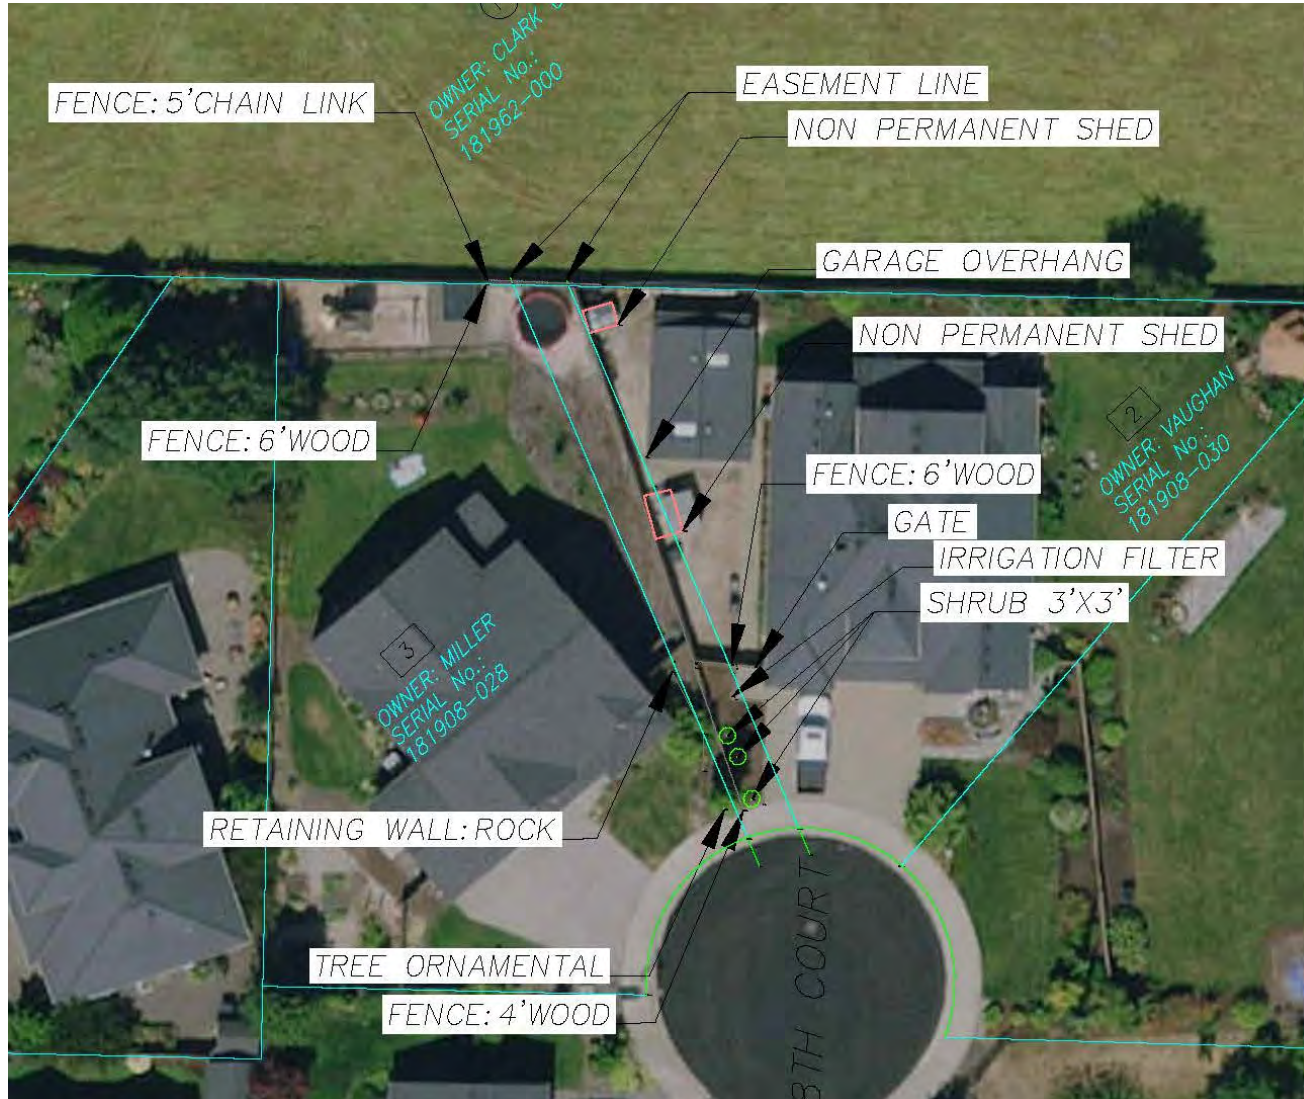 1
OWNER: CLARK
SERIAL No.:
181962-000
EASEMENT LINE
FENCE: 5'CHAIN LINK
NON PERMANENT SHED
GARAGE OVERHANG
NON PERMANENT SHED
2
OWNER: VAUGHAN
SERIAL No.:
181908-030
FENCE: 6'WOOD
FENCE: 6'WOOD
GATE
IRRIGATION FILTER
SHRUB 3'X3'
3
OWNER: MILLER
SERIAL No.:
181908-028
RETAINING WALL: ROCK
TREE ORNAMENTAL
FENCE: 4'WOOD
8TH COURT